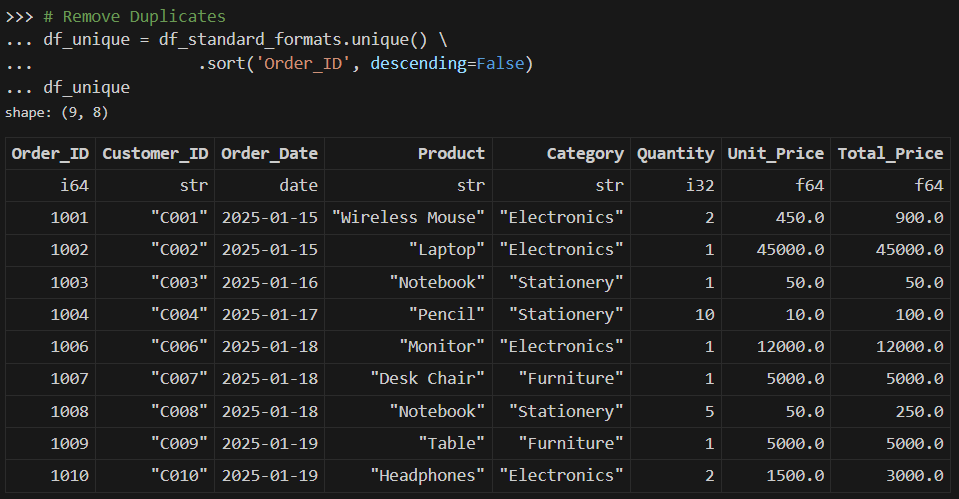 >>> # Remove Duplicates
... df_unique = df_standard_formats.unique() \
...                .sort('Order_ID', descending=False)
... df_unique
shape: (9, 8)
Order_ID Customer_ID Order_Date Product Category Quantity Unit_Price Total_Price
i64 str date str str i32 f64 f64
1001 "C001" 2025-01-15 "Wireless Mouse" "Electronics" 2 450.0 900.0
1002 "C002" 2025-01-15 "Laptop" "Electronics" 1 45000.0 45000.0
1003 "C003" 2025-01-16 "Notebook" "Stationery" 1 50.0 50.0
1004 "C004" 2025-01-17 "Pencil" "Stationery" 10 10.0 100.0
1006 "C006" 2025-01-18 "Monitor" "Electronics" 1 12000.0 12000.0
1007 "C007" 2025-01-18 "Desk Chair" "Furniture" 1 5000.0 5000.0
1008 "C008" 2025-01-18 "Notebook" "Stationery" 5 50.0 250.0
1009 "C009" 2025-01-19 "Table" "Furniture" 1 5000.0 5000.0
1010 "C010" 2025-01-19 "Headphones" "Electronics" 2 1500.0 3000.0